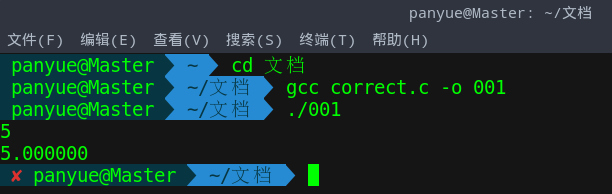 panyue@Master: ~/文档
文件(F) 编辑(E) 查看(V) 搜索(S) 终端(T) 帮助(H)
panyue@Master ~ cd 文档
panyue@Master ~/文档 gcc correct.c -o 001
panyue@Master ~/文档 ./001
5
5.000000
✘ panyue@Master ~/文档